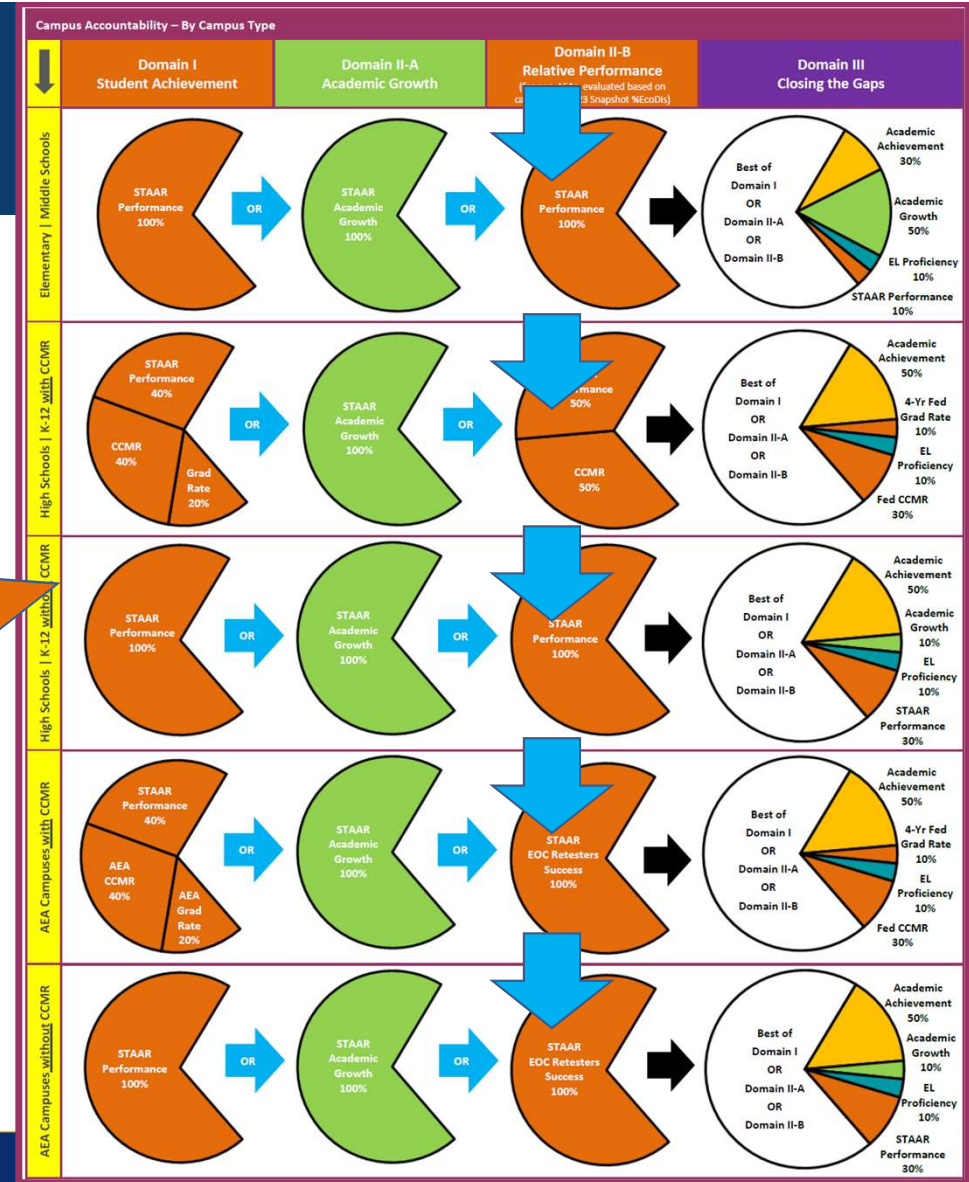 Campus Accountability – By Campus Type
Domain I
Student Achievement
Domain II-A
Academic Growth
Domain II-B
Relative Performance
evaluated based on
23 Snapshot %EcoDis)
Domain III
Closing the Gaps
Elementary | Middle Schools
STAAR
Performance
100%
OR
STAAR
Academic
Growth
100%
OR
STAAR
Performance
100%
Best of
Domain I
OR
Domain II-A
OR
Domain II-B
Academic
Achievement
30%
Academic
Growth
50%
EL Proficiency
10%
STAAR Performance
10%
High Schools | K-12 with CCMR
STAAR
Performance
40%
CCMR
40%
Grad
Rate
20%
OR
STAAR
Academic
Growth
100%
OR
50%
CCMR
50%
Best of
Domain I
OR
Domain II-A
OR
Domain II-B
Academic
Achievement
50%
4-Yr Fed
Grad Rate
10%
EL
Proficiency
10%
Fed CCMR
30%
High Schools | K-12 without CCMR
STAAR
Performance
100%
OR
STAAR
Academic
Growth
100%
OR
STAAR
Performance
100%
Best of
Domain I
OR
Domain II-A
OR
Domain II-B
Academic
Achievement
50%
Academic
Growth
10%
EL
Proficiency
10%
STAAR
Performance
30%
AEA Campuses with CCMR
STAAR
Performance
40%
AEA
CCMR
40%
AEA
Grad
Rate
20%
OR
STAAR
Academic
Growth
100%
OR
STAAR
EOC Retesters
Success
100%
Best of
Domain I
OR
Domain II-A
OR
Domain II-B
Academic
Achievement
50%
4-Yr Fed
Grad Rate
10%
EL
Proficiency
10%
Fed CCMR
30%
AEA Campuses without CCMR
STAAR
Performance
100%
OR
STAAR
Academic
Growth
100%
OR
STAAR
EOC Retesters
Success
100%
Best of
Domain I
OR
Domain II-A
OR
Domain II-B
Academic
Achievement
50%
Academic
Growth
10%
EL
Proficiency
10%
STAAR
Performance
30%